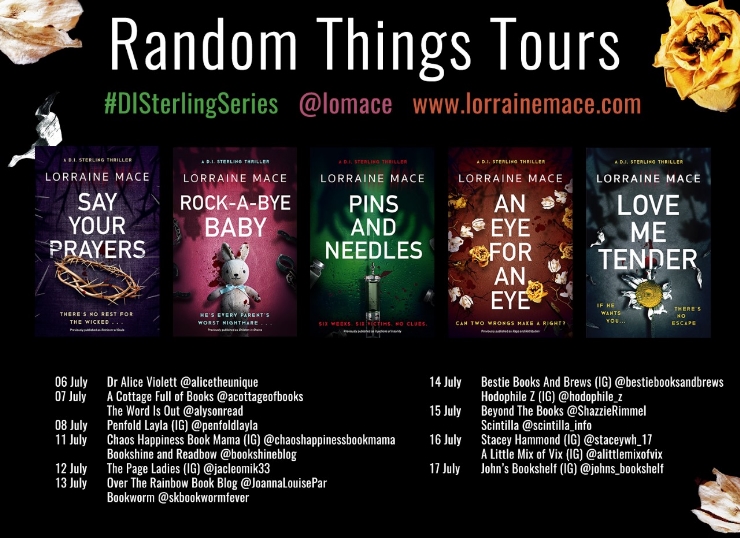 Random Things Tours
#DISterlingSeries @lomace www.lorrainemace.com
A D.I. STERLING THRILLER
LORRAINE MACE
SAY
YOUR
PRAYERS
THERE'S NO REST FOR
THE WICKED . . .
A D.I. STERLING THRILLER
LORRAINE MACE
ROCK-A-BYE
BABY
HE'S EVERY PARENT'S
WORST NIGHTMARE . . .
A D.I. STERLING THRILLER
LORRAINE MACE
PINS
AND
NEEDLES
SIX WEEKS. SIX VICTIMS. NO CLUES.
A D.I. STERLING THRILLER
LORRAINE MACE
AN
EYE
FOR
AN
EYE
CAN TWO WRONGS MAKE A RIGHT?
A D.I. STERLING THRILLER
LORRAINE MACE
LOVE
ME
TENDER
IF HE
WANTS
YOU...
THERE'S
NO
ESCAPE
06 July Dr Alice Violett @alicetheunique
07 July A Cottage Full of Books @acottageofbooks
The Word Is Out @alysonread
08 July Penfold Layla (IG) @penfoldlayla
11 July Chaos Happiness Book Mama (IG) @chaoshappinessbookmama
Bookshine and Readbow @bookshineblog
12 July The Page Ladies (IG) @jacleomik33
13 July Over The Rainbow Book Blog @JoannaLouisePar
Bookworm @skbookwormfever
14 July Bestie Books And Brews (IG) @bestiebooksandbrews
Hodophile Z (IG) @hodophile_z
15 July Beyond The Books @ShazzieRimmel
Scintilla @scintilla_info
16 July Stacey Hammond (IG) @staceywh_17
A Little Mix of Vix (IG) @alittlemixofvix
17 July John's Bookshelf (IG) @johns_bookshelf